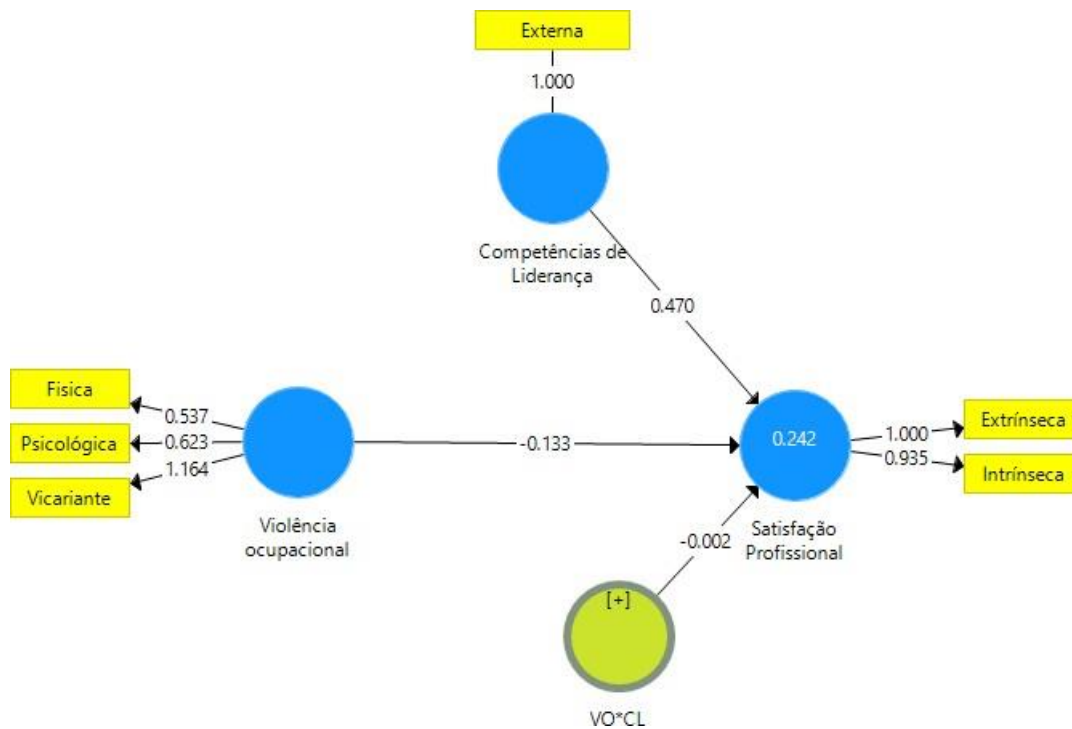 Externa
1.000
Competências de
Liderança
0.470
Fisica
0.537
Psicológica
0.623
Vicariante
1.164
Violência
ocupacional
-0.133
0.242
Satisfação
Profissional
1.000
Extrínseca
0.935
Intrínseca
-0.002
[+]
VO*CL